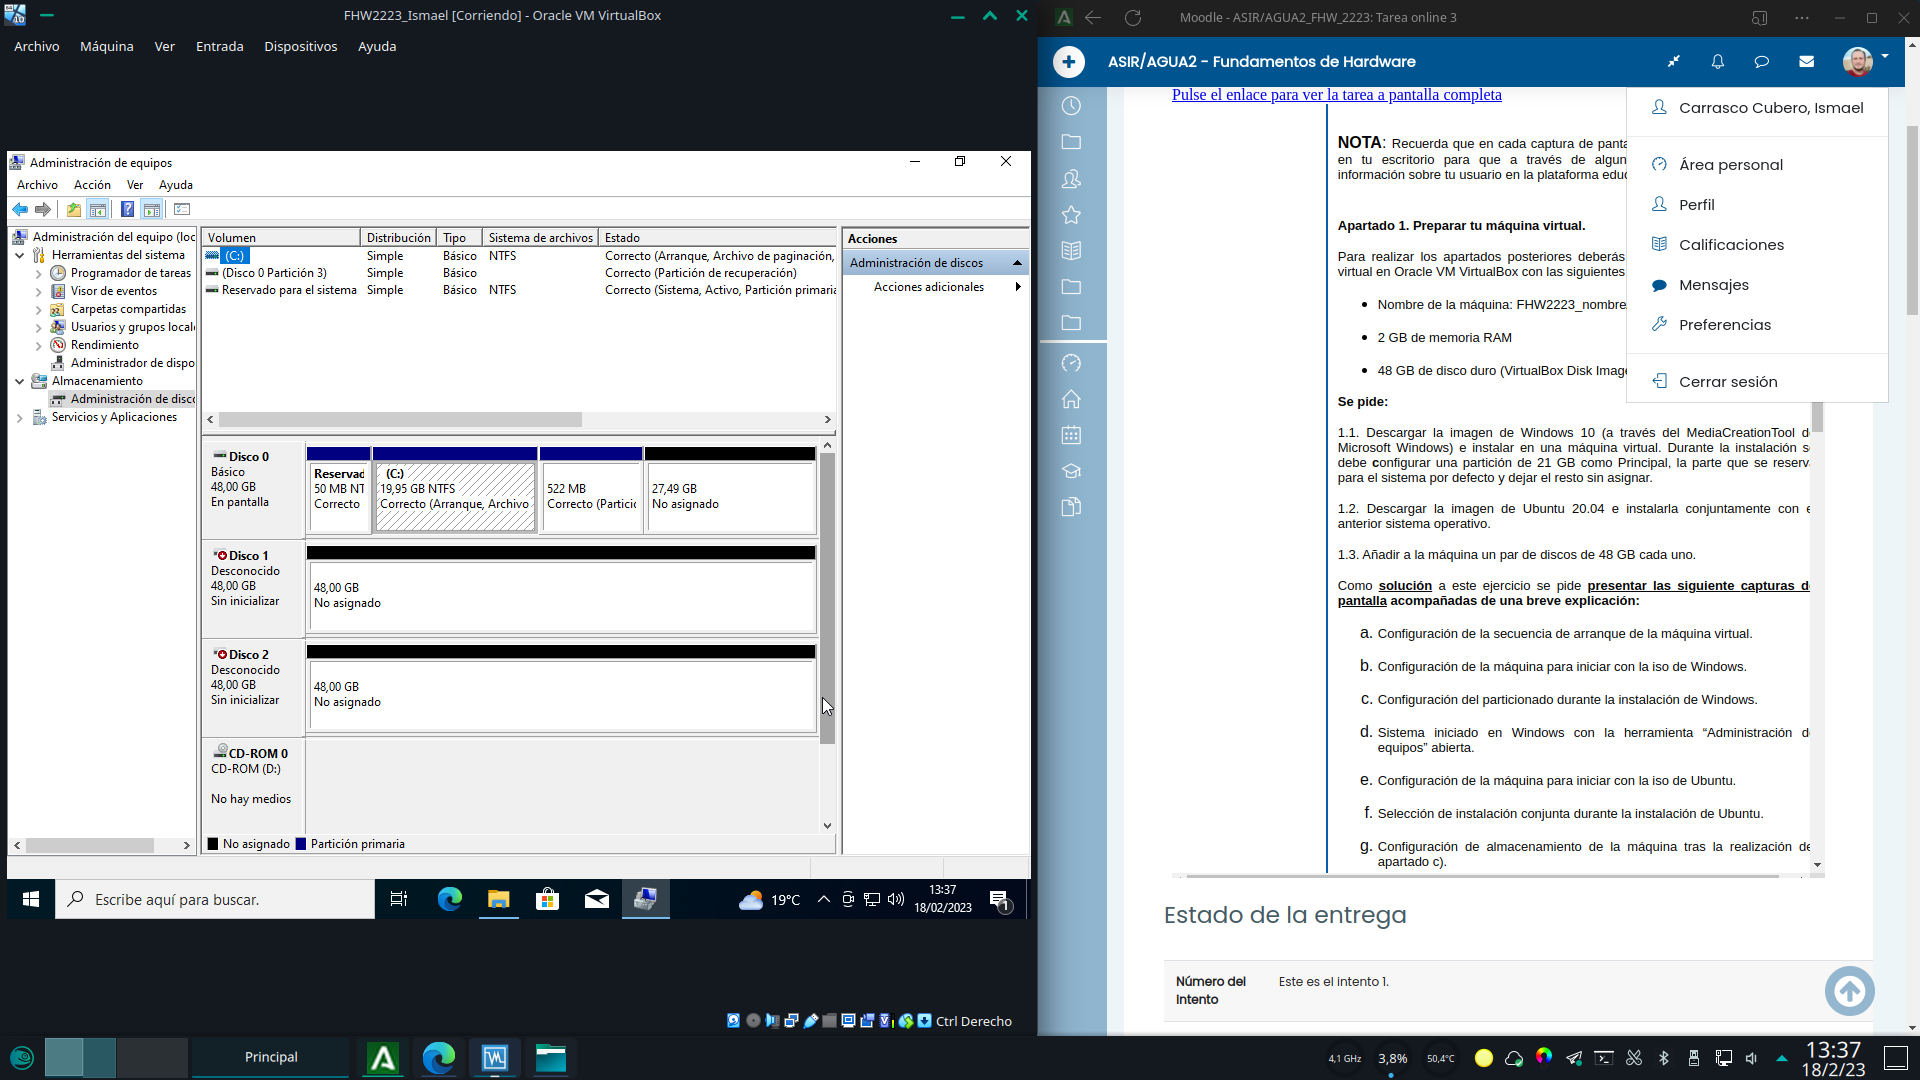 FHW2223_Ismael [Corriendo] - Oracle VM VirtualBox
Archivo Máquina Ver Entrada Dispositivos Ayuda
Administración de equipos
Archivo Acción Ver Ayuda
Administración del equipo (loc
Herramientas del sistema
Programador de tareas
Visor de eventos
Carpetas compartidas
Usuarios y grupos local
Rendimiento
Administrador de dispo
Almacenamiento
Administración de disco
Servicios y Aplicaciones
Volumen Distribución Tipo Sistema de archivos Estado
(C:) Simple Básico NTFS Correcto (Arranque, Archivo de paginación,
(Disco 0 Partición 3) Simple Básico Correcto (Partición de recuperación)
Reservado para el sistema Simple Básico NTFS Correcto (Sistema, Activo, Partición primaria
Acciones
Administración de discos
Acciones adicionales
Disco 0
Básico
48,00 GB
En pantalla
Reservad
50 MB NT
Correcto
(C:)
19,95 GB NTFS
Correcto (Arranque, Archivo
522 MB
Correcto (Partic
27,49 GB
No asignado
Disco 1
Desconocido
48,00 GB
Sin inicializar
48,00 GB
No asignado
Disco 2
Desconocido
48,00 GB
Sin inicializar
48,00 GB
No asignado
CD-ROM 0
CD-ROM (D:)
No hay medios
No asignado Partición primaria
Escribe aquí para buscar.
19°C
13:37
18/02/2023
1
Ctrl Derecho
Moodle - ASIR/AGUA2_FHW_2223: Tarea online 3
ASIR/AGUA2 - Fundamentos de Hardware
Pulse el enlace para ver la tarea a pantalla completa
Carrasco Cubero, Ismael
Área personal
Perfil
Calificaciones
Mensajes
Preferencias
Cerrar sesión
NOTA: Recuerda que en cada captura de panta
en tu escritorio para que a través de algun
información sobre tu usuario en la plataforma educ
Apartado 1. Preparar tu máquina virtual.
Para realizar los apartados posteriores deberás
virtual en Oracle VM VirtualBox con las siguientes
Nombre de la máquina: FHW2223_nombre
2 GB de memoria RAM
48 GB de disco duro (VirtualBox Disk Image
Se pide:
1.1. Descargar la imagen de Windows 10 (a través del MediaCreationTool d
Microsoft Windows) e instalar en una máquina virtual. Durante la instalación s
debe configurar una partición de 21 GB como Principal, la parte que se reserv
para el sistema por defecto y dejar el resto sin asignar.
1.2. Descargar la imagen de Ubuntu 20.04 e instalarla conjuntamente con e
anterior sistema operativo.
1.3. Añadir a la máquina un par de discos de 48 GB cada uno.
Como solución a este ejercicio se pide presentar las siguiente capturas d
pantalla acompañadas de una breve explicación:
a. Configuración de la secuencia de arranque de la máquina virtual.
b. Configuración de la máquina para iniciar con la iso de Windows.
c. Configuración del particionado durante la instalación de Windows.
d. Sistema iniciado en Windows con la herramienta “Administración d
equipos” abierta.
e. Configuración de la máquina para iniciar con la iso de Ubuntu.
f. Selección de instalación conjunta durante la instalación de Ubuntu.
g. Configuración de almacenamiento de la máquina tras la realización de
apartado c).
Estado de la entrega
Número del Este es el intento 1.
Intento
Principal
4,1 GHz 3,8% 50,4°C
13:37
18/2/23